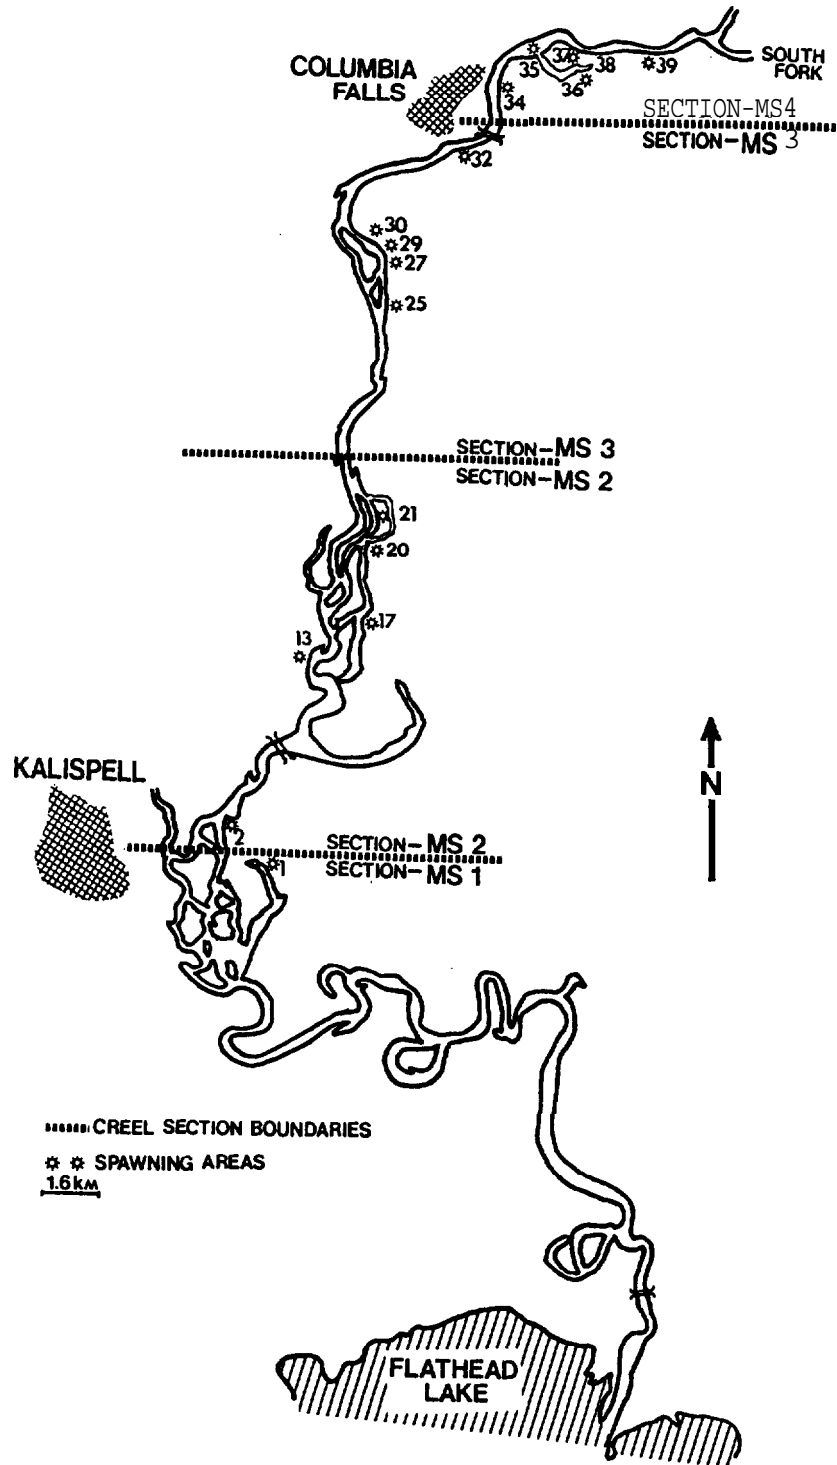 COLUMBIA
FALLS
35
37
38
39
36
34
SOUTH
FORK
SECTION-MS4
SECTION-MS 3
32
30
29
27
25
SECTION-MS 3
SECTION-MS 2
21
20
17
13
KALISPELL
N
2
SECTION-MS 2
1
SECTION-MS 1
CREEL SECTION BOUNDARIES
SPAWNING AREAS
1.6 KM
FLATHEAD
LAKE